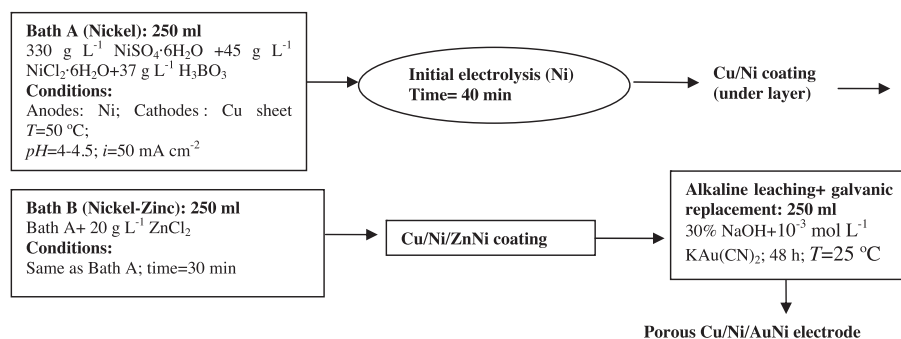 Bath A (Nickel): 250 ml
330 g L⁻¹ NiSO₄·6H₂O +45 g L⁻¹
NiCl₂·6H₂O+37 g L⁻¹ H₃BO₃
Conditions:
Anodes: Ni; Cathodes : Cu sheet
T=50 °C;
pH=4-4.5; i=50 mA cm⁻²
Initial electrolysis (Ni)
Time= 40 min
Cu/Ni coating
(under layer)
Bath B (Nickel-Zinc): 250 ml
Bath A+ 20 g L⁻¹ ZnCl₂
Conditions:
Same as Bath A; time=30 min
Cu/Ni/ZnNi coating
Alkaline leaching+ galvanic
replacement: 250 ml
30% NaOH+10⁻³ mol L⁻¹
KAu(CN)₂; 48 h; T=25 °C
Porous Cu/Ni/AuNi electrode